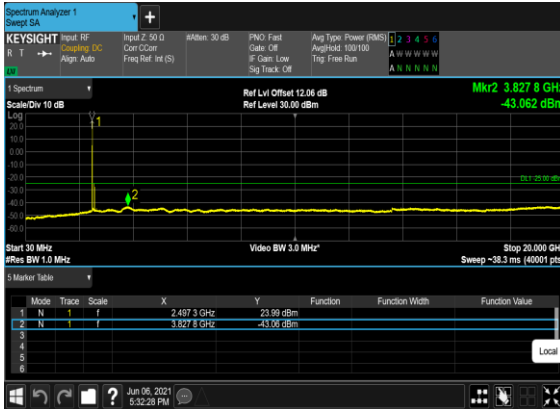 Spectrum Analyzer 1
Swept SA
+
KEYSIGHT Input: RF Input Z: 50 Ω #Atten: 30 dB PNO: Fast Avg Type: Power (RMS) 1 2 3 4 5 6
R T Coupling: DC Corr CCorr Gate: Off Avg|Hold: 100/100 A W W W W W
Align: Auto Freq Ref: Int (S) IF Gain: Low Trig: Free Run
Sig Track: Off A N N N N N
1 Spectrum Ref Lvl Offset 12.06 dB Mkr2 3.827 8 GHz
Scale/Div 10 dB Ref Level 30.00 dBm -43.062 dBm
Log
20.0
10.0
0.00
-10.0
-20.0
-30.0
-40.0
-50.0
-60.0
1
2
Start 30 MHz Video BW 3.0 MHz* Stop 20.000 GH
#Res BW 1.0 MHz Sweep ~38.3 ms (40001 pts
5 Marker Table
Mode Trace Scale X Y Function Function Width Function Value
1 N 1 f 2.497 3 GHz 23.99 dBm
2 N 1 f 3.827 8 GHz -43.06 dBm
3
4
5
6
Local
? Jun 06, 2021
5:32:28 PM